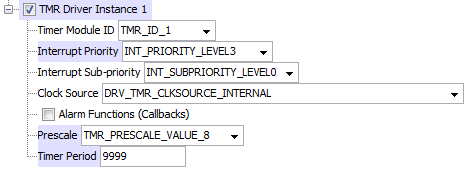 TMR Driver Instance 1
Timer Module ID TMR_ID_1
Interrupt Priority INT_PRIORITY_LEVEL3
Interrupt Sub-priority INT_SUBPRIORITY_LEVEL0
Clock Source DRV_TMR_CLKSOURCE_INTERNAL
Alarm Functions (Callbacks)
Prescale TMR_PRESCALE_VALUE_8
Timer Period 9999